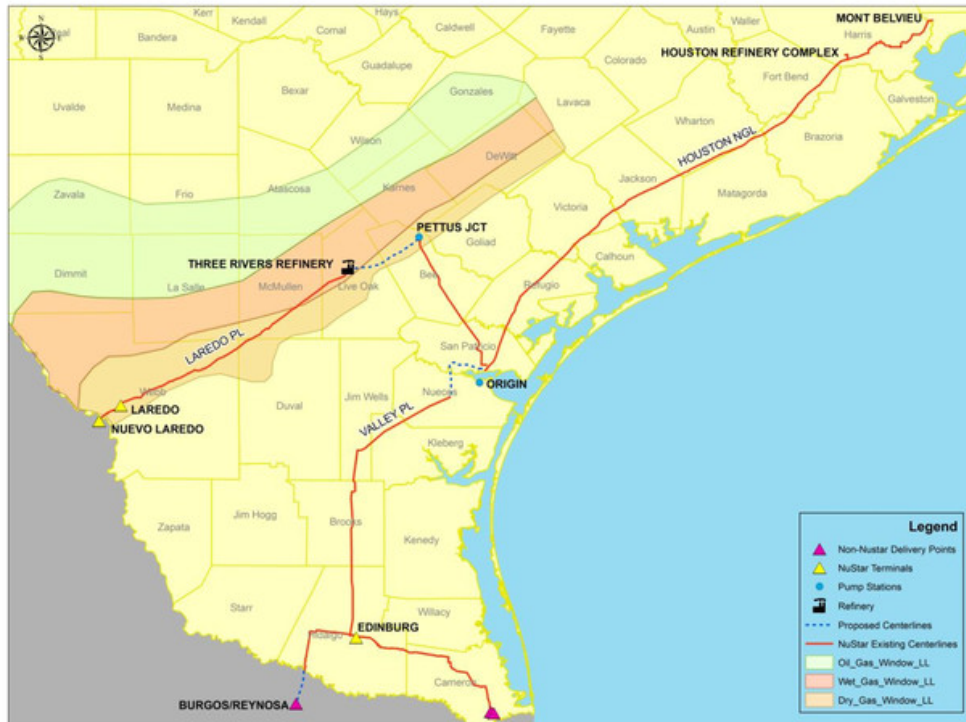 Kerr
Kendall
Hays
Bandera
Comal
Caldwell
Fayette
Austin
Waller
MONT BELVIEU
Harris
HOUSTON REFINERY COMPLEX
Guadalupe
Colorado
Fort Bend
Bexar
Gonzales
Uvalde
Medina
Lavaca
Galveston
Wharton
Brazoria
Wilson
HOUSTON NGL
DeWitt
Jackson
Matagorda
Zavala
Frio
Atascosa
Karnes
Victoria
PETTUS JCT
Goliad
Calhoun
THREE RIVERS REFINERY
Dimmit
La Salle
McMullen
Live Oak
Bee
Refugio
LAREDO PL
San Patricio
ORIGIN
Webb
LAREDO
NUEVO LAREDO
Duval
Jim Wells
Nueces
VALLEY PL
Kleberg
Zapata
Jim Hogg
Brooks
Kenedy
Starr
Willacy
EDINBURG
Hidalgo
Cameron
BURGOS/REYNOSA
Legend
Non-Nustar Delivery Points
NuStar Terminals
Pump Stations
Refinery
Proposed Centerlines
NuStar Existing Centerlines
Oil_Gas_Window_LL
Wet_Gas_Window_LL
Dry_Gas_Window_LL